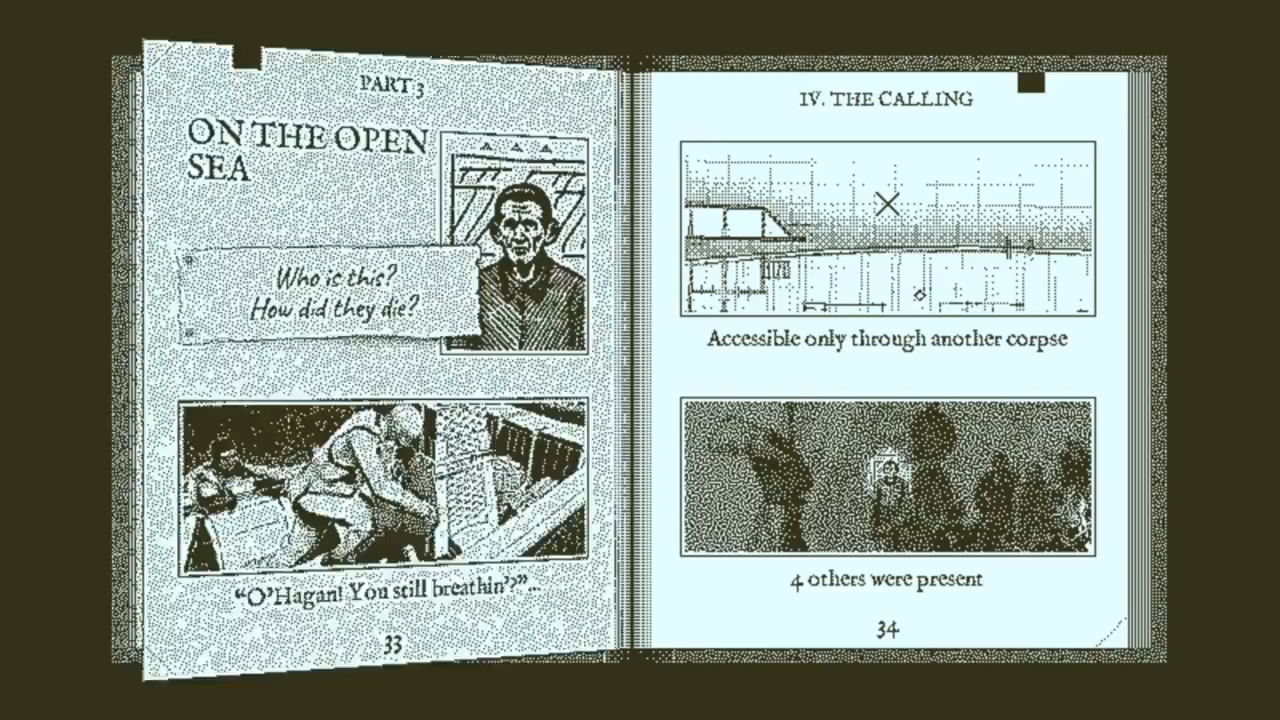 PART 3
ON THE OPEN
SEA
Who is this?
How did they die?
"O'Hagan! You still breathin'?"...
33
IV. THE CALLING
Accessible only through another corpse
4 others were present
34